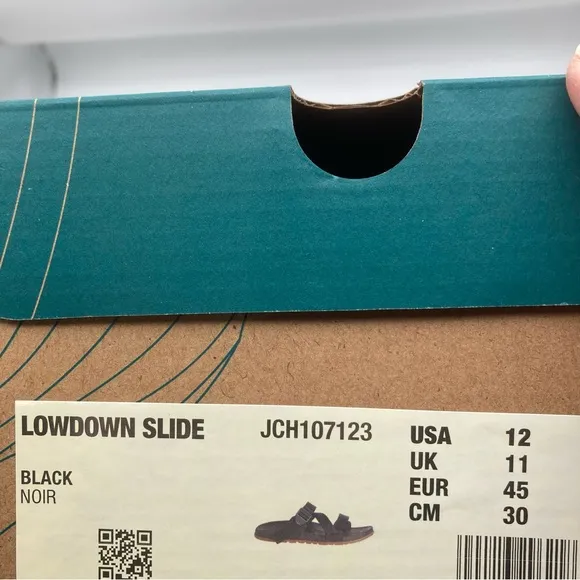 LOWDOWN SLIDE JCH107123
BLACK
NOIR
USA 12
UK 11
EUR 45
CM 30